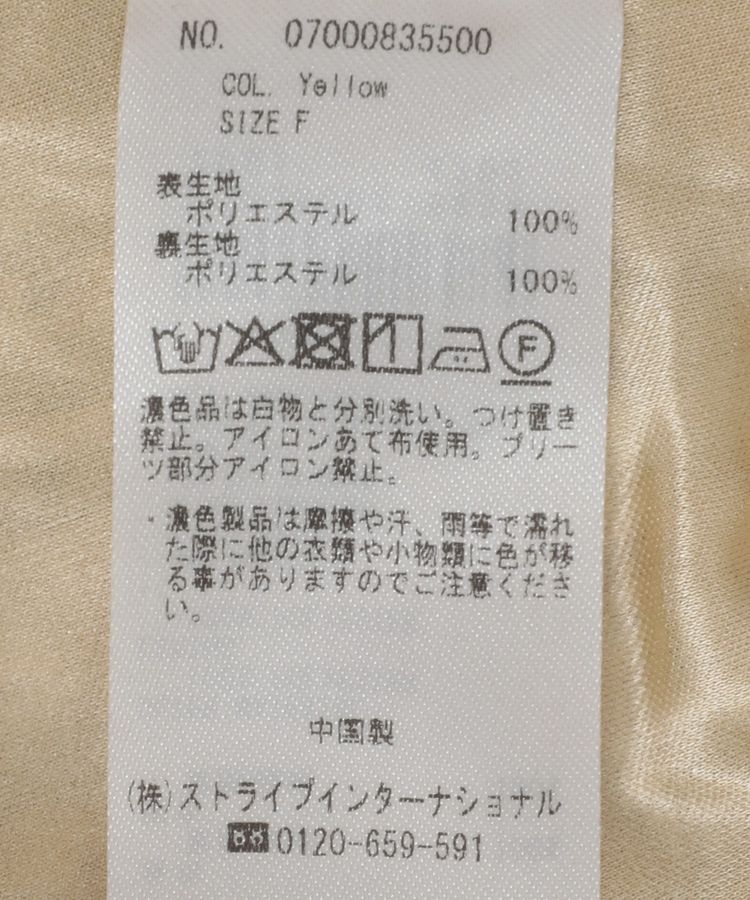 NO. 07000835500
COL. Yellow
SIZE F
表生地
ポリエステル 100%
裏生地
ポリエステル 100%
F
濃色品は白物と分別洗い。つけ置き
禁止。アイロンあて布使用。プリー
ツ部分アイロン禁止。
・濃色製品は摩擦や汗、雨等で濡れ
た際に他の衣類や小物類に色が移
る事がありますのでご注意くださ
い。
中国製
(株)ストライプインターナショナル
0120-659-591